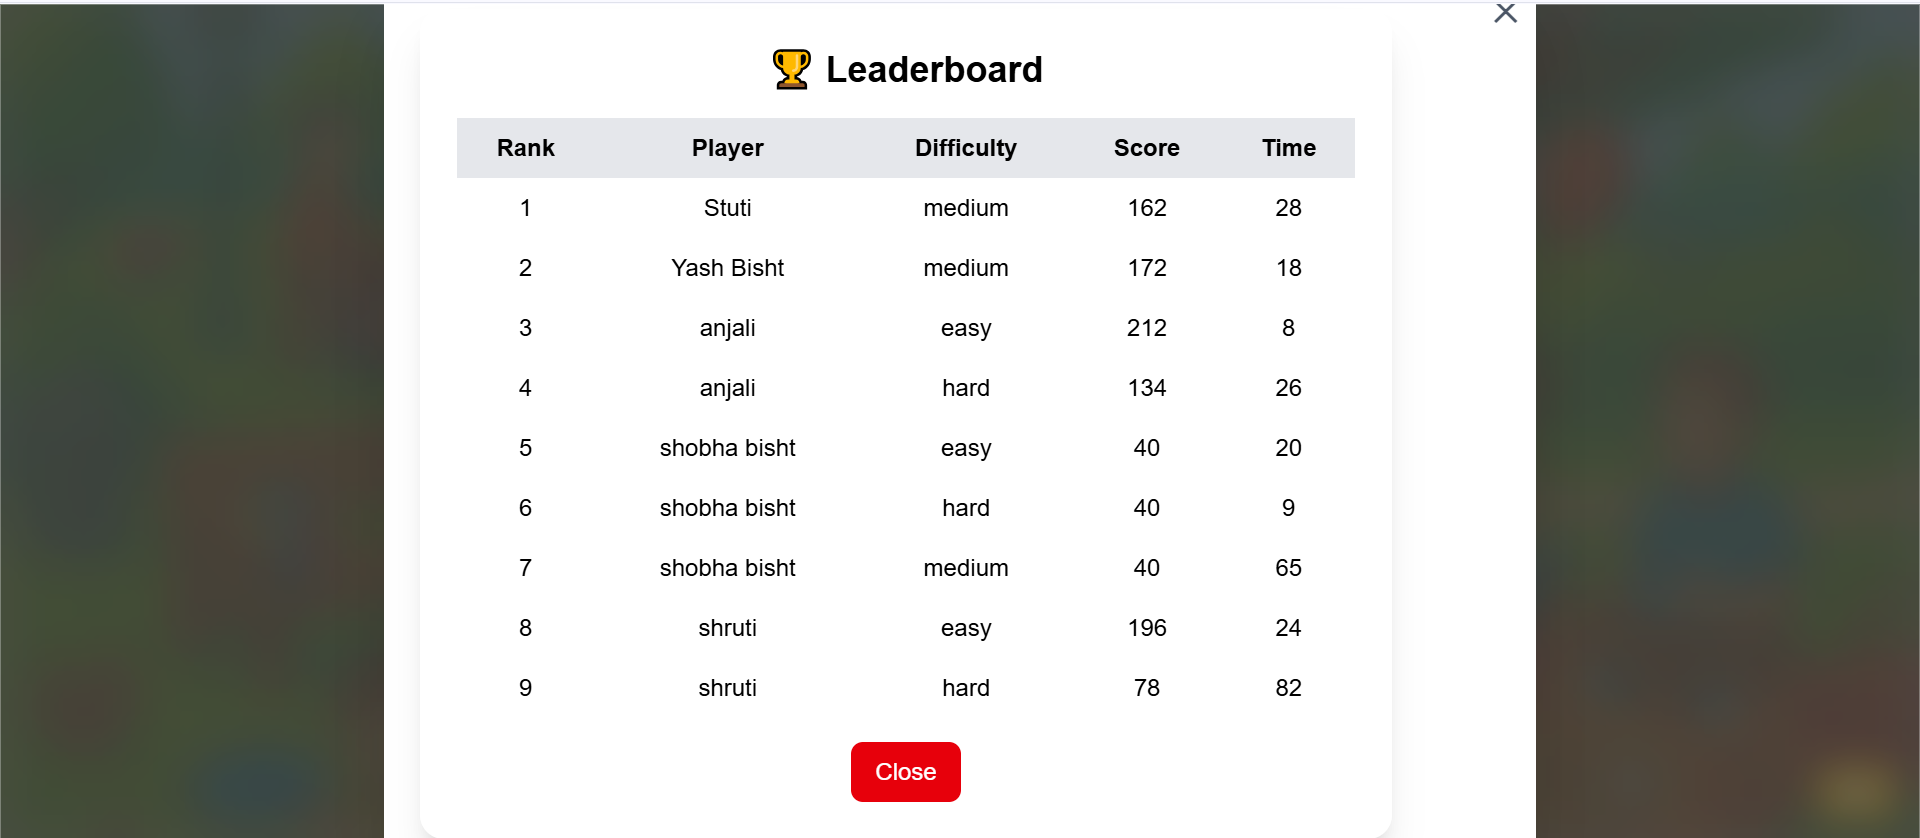 Leaderboard
Rank Player Difficulty Score Time
1 Stuti medium 162 28
2 Yash Bisht medium 172 18
3 anjali easy 212 8
4 anjali hard 134 26
5 shobha bisht easy 40 20
6 shobha bisht hard 40 9
7 shobha bisht medium 40 65
8 shruti easy 196 24
9 shruti hard 78 82
Close